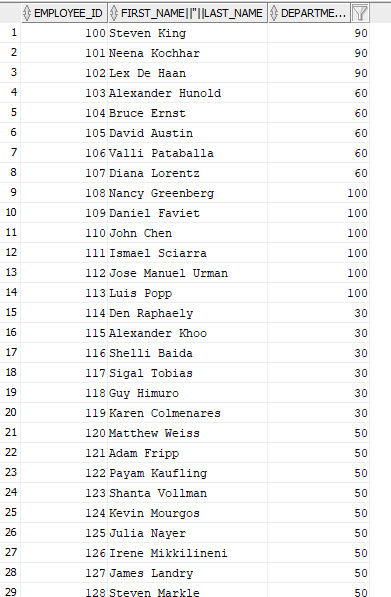 EMPLOYEE_ID FIRST_NAME||''||LAST_NAME DEPARTME...
1 100 Steven King 90
2 101 Neena Kochhar 90
3 102 Lex De Haan 90
4 103 Alexander Hunold 60
5 104 Bruce Ernst 60
6 105 David Austin 60
7 106 Valli Pataballa 60
8 107 Diana Lorentz 60
9 108 Nancy Greenberg 100
10 109 Daniel Faviet 100
11 110 John Chen 100
12 111 Ismael Sciarra 100
13 112 Jose Manuel Urman 100
14 113 Luis Popp 100
15 114 Den Raphaely 30
16 115 Alexander Khoo 30
17 116 Shelli Baida 30
18 117 Sigal Tobias 30
19 118 Guy Himuro 30
20 119 Karen Colmenares 30
21 120 Matthew Weiss 50
22 121 Adam Fripp 50
23 122 Payam Kaufling 50
24 123 Shanta Vollman 50
25 124 Kevin Mourgos 50
26 125 Julia Nayer 50
27 126 Irene Mikkilineni 50
28 127 James Landry 50
29 128 Steven Markle 50